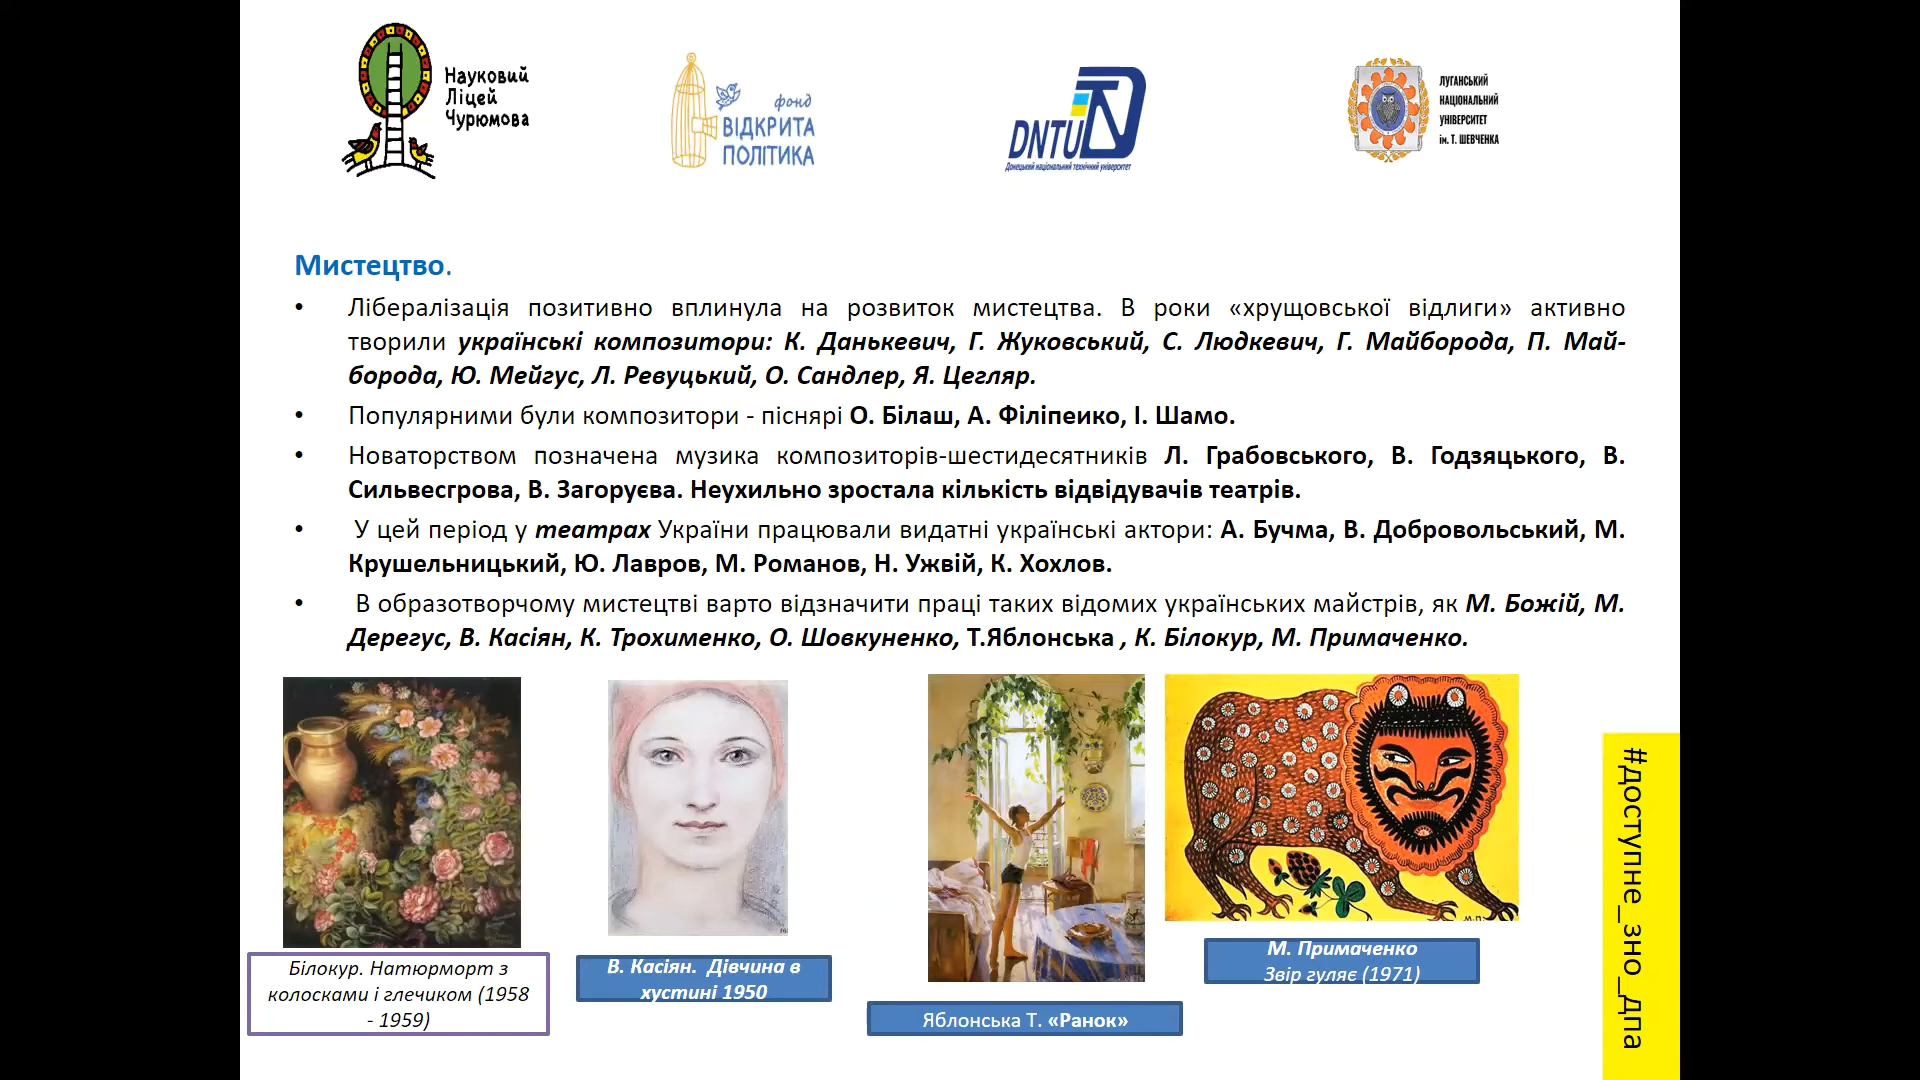 Науковий
Ліцей
Чурюмова
фонд
ВІДКРИТА
ПОЛІТИКА
DNTU
Донецький національний технічний університет
ЛУГАНСЬКИЙ
НАЦІОНАЛЬНИЙ
УНІВЕРСИТЕТ
ім. Т. ШЕВЧЕНКА
Мистецтво.
• Лібералізація позитивно вплинула на розвиток мистецтва. В роки «хрущовської відлиги» активно
творили українські композитори: К. Данькевич, Г. Жуковський, С. Людкевич, Г. Майборода, П. Май-
борода, Ю. Мейгус, Л. Ревуцький, О. Сандлер, Я. Цегляр.
• Популярними були композитори - піснярі О. Білаш, А. Філіпеико, І. Шамо.
• Новаторством позначена музика композиторів-шестидесятників Л. Грабовського, В. Годзяцького, В.
Сильвесгрова, В. Загоруєва. Неухильно зростала кількість відвідувачів театрів.
• У цей період у театрах України працювали видатні українські актори: А. Бучма, В. Добровольський, М.
Крушельницький, Ю. Лавров, М. Романов, Н. Ужвій, К. Хохлов.
• В образотворчому мистецтві варто відзначити праці таких відомих українських майстрів, як М. Божій, М.
Дерегус, В. Касіян, К. Трохименко, О. Шовкуненко, Т.Яблонська , К. Білокур, М. Примаченко.
Білокур. Натюрморт з
колосками і глечиком (1958
- 1959)
В. Касіян. Дівчина в
хустині 1950
Яблонська Т. «Ранок»
М.П.
М. Примаченко
Звір гуляє (1971)
#доступне_зно_дпа